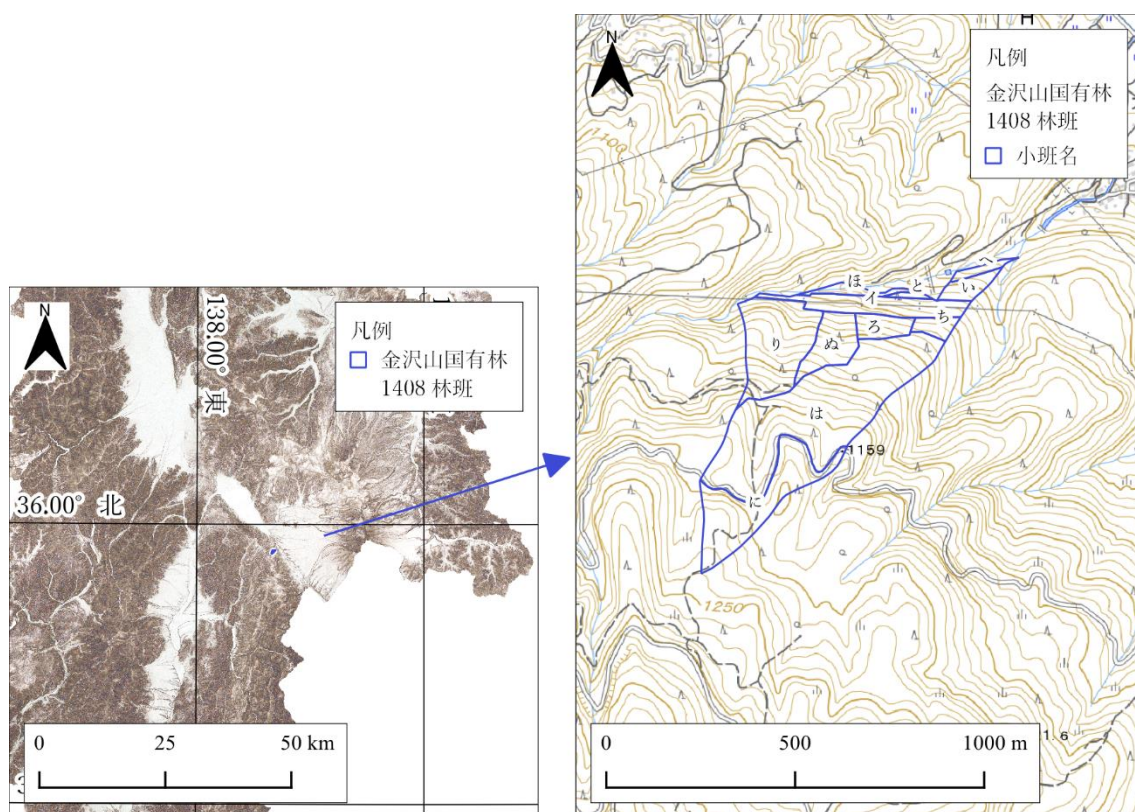 N
138.00° 東
36.00° 北
凡例
金沢山国有林
1408 林班
0 25 50 km
N
凡例
金沢山国有林
1408 林班
小班名
1100
へ
ほ
イ
と
い
ち
ろ
り
ぬ
は
1159
に
1250
0 500 1000 m